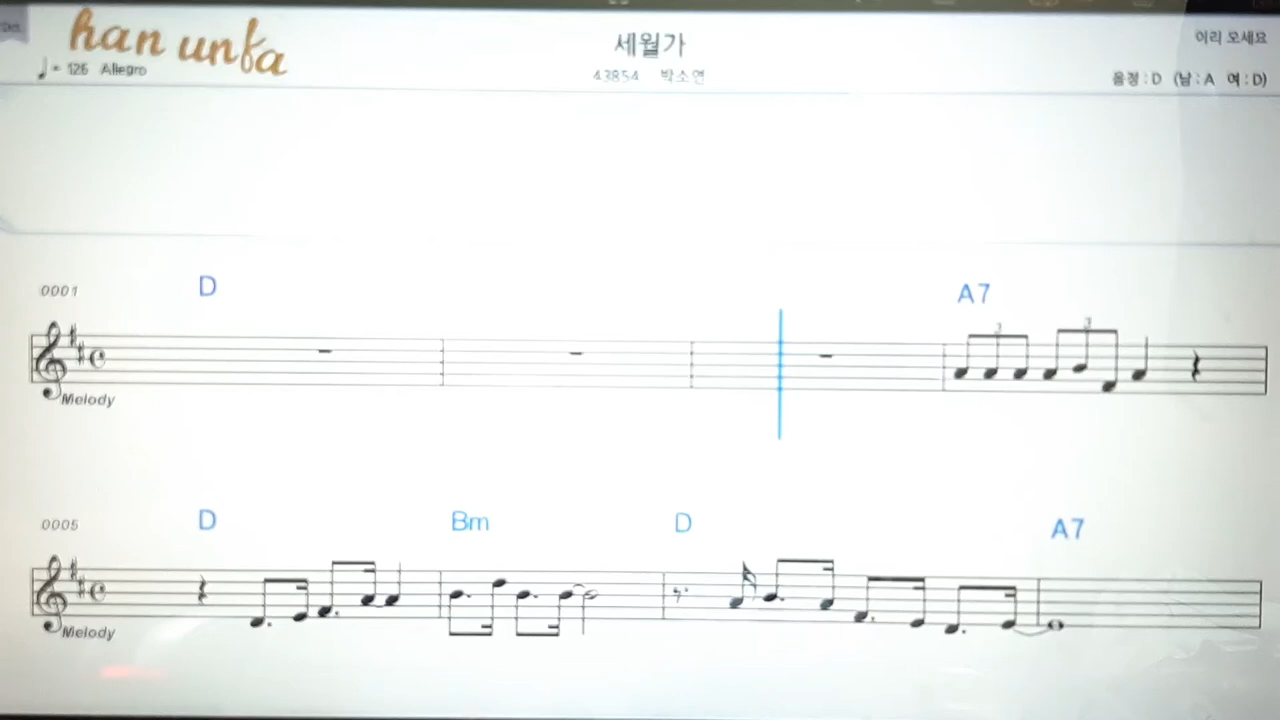 han unfa
♩= 126 Allegro
세월가
43854 박소연
이리 오세요
음정 : D (남 : A 여 : D)
0001
D
A7
3 3
Melody
0005
D Bm D A7
Melody